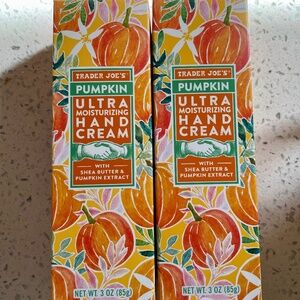 TRADER JOE'S
PUMPKIN
ULTRA
MOISTURIZING
HAND
CREAM
WITH
SHEA BUTTER &
PUMPKIN EXTRACT
NET WT. 3 OZ (85g)
TRADER JOE'S
PUMPKIN
ULTRA
MOISTURIZING
HAND
CREAM
WITH
SHEA BUTTER &
PUMPKIN EXTRACT
NET WT. 3 OZ (85g)